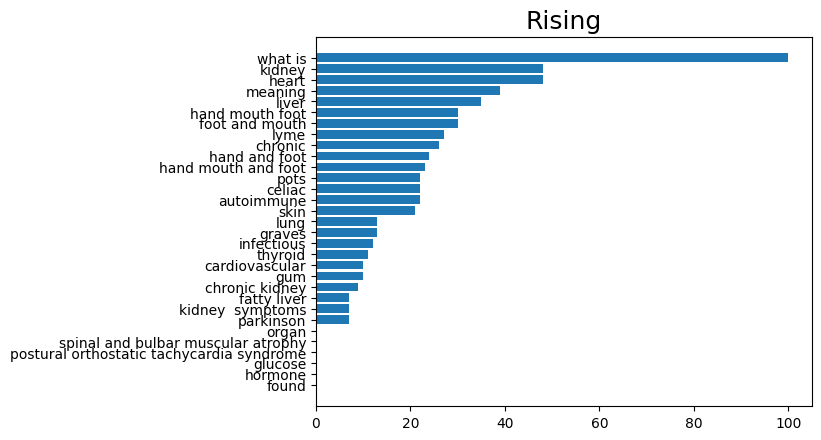 Rising
what is
kidney
heart
meaning
liver
hand mouth foot
foot and mouth
lyme
chronic
hand and foot
hand mouth and foot
pots
celiac
autoimmune
skin
lung
graves
infectious
thyroid
cardiovascular
gum
chronic kidney
fatty liver
kidney  symptoms
parkinson
organ
spinal and bulbar muscular atrophy
postural orthostatic tachycardia syndrome
glucose
hormone
found
0 20 40 60 80 100